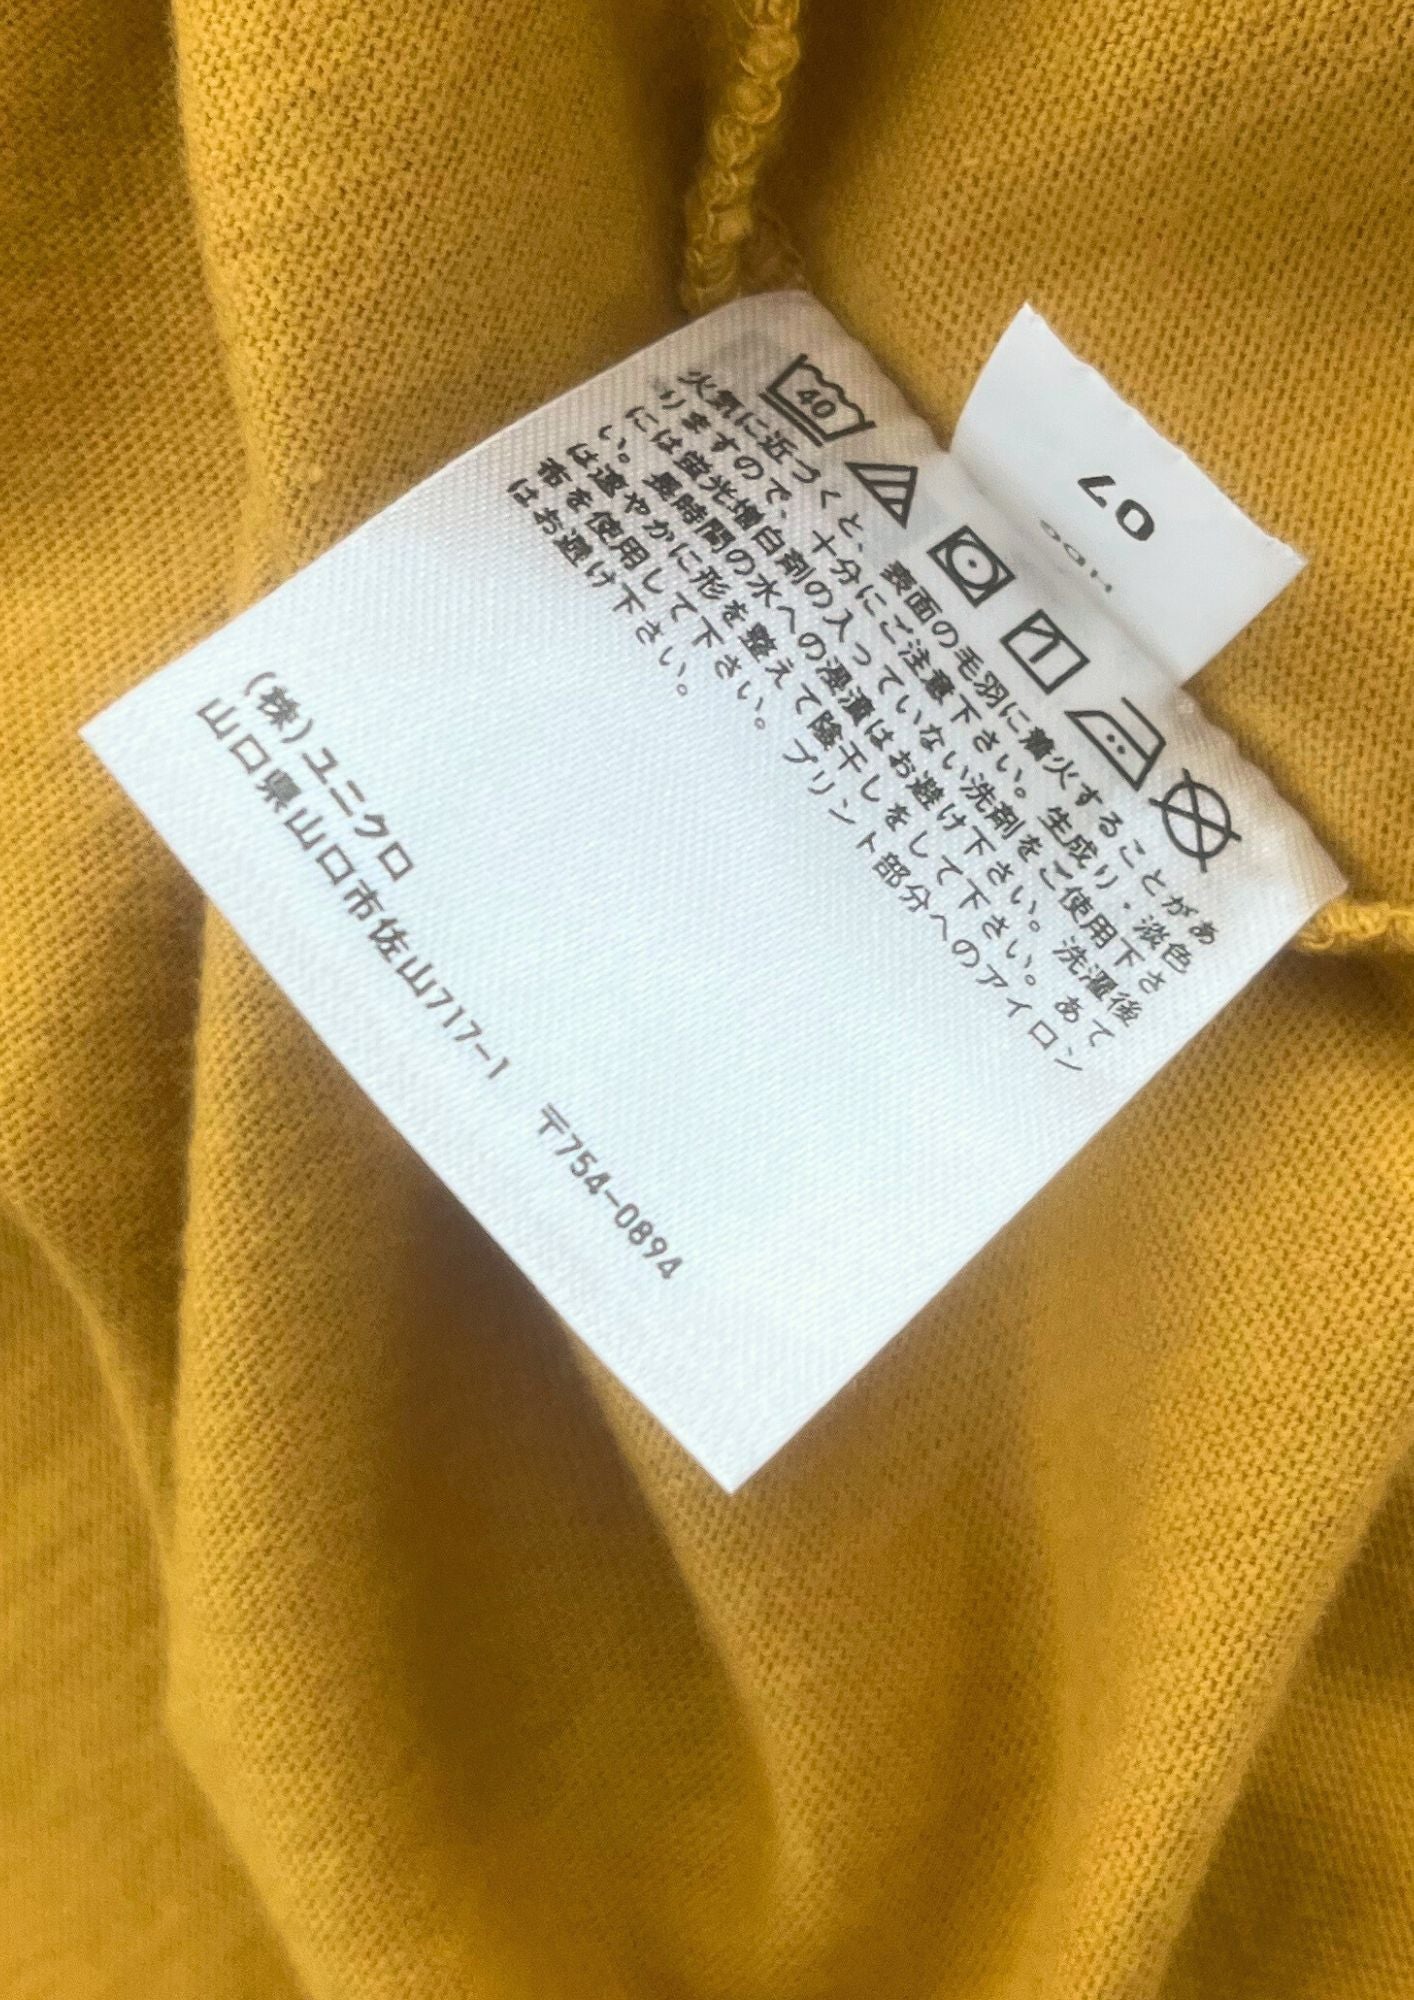 40
火気に近づくと、表面の毛羽に着火することがあ
りますので、十分にご注意下さい。生成り・淡色
には蛍光増白剤の入っていない洗剤をご使用下さ
い。長時間の水への浸漬はお避け下さい。洗濯後
は速やかに形を整えて陰干しをして下さい。あて
布を使用して下さい。プリント部分へのアイロン
はお避け下さい。
(株)ユニクロ
山口県山口市佐山717-1 〒754-0894
07